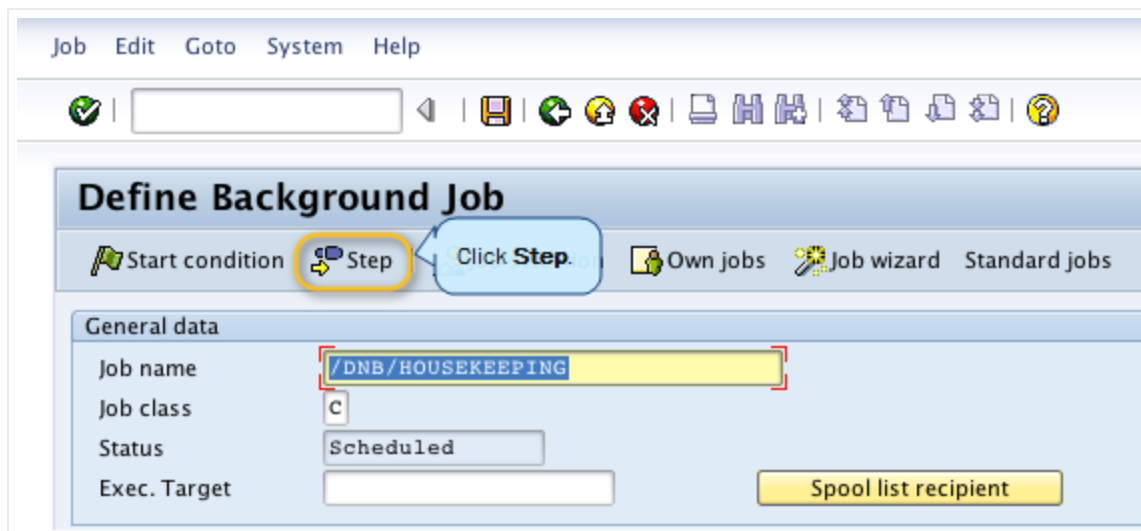 Job Edit Goto System Help
Define Background Job
Start condition Step Click Step. Own jobs Job wizard Standard jobs
General data
Job name /DNB/HOUSEKEEPING
Job class C
Status Scheduled
Exec. Target Spool list recipient